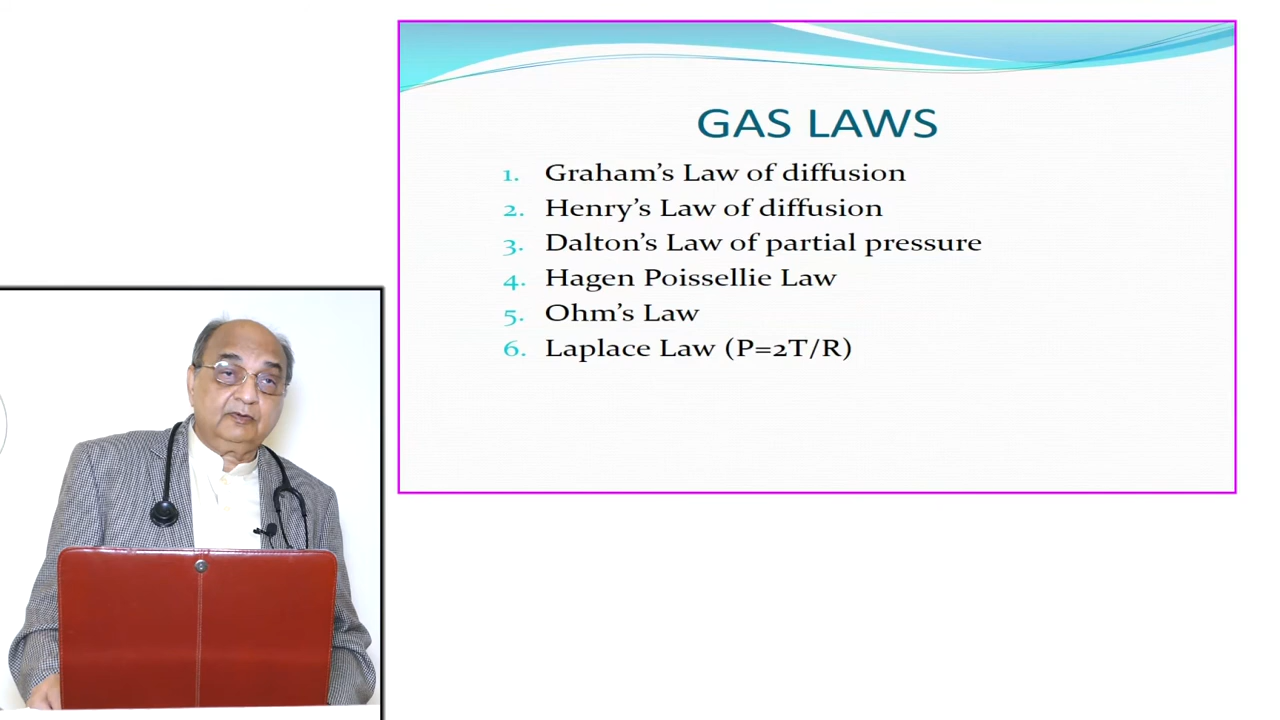 GAS LAWS
1. Graham's Law of diffusion
2. Henry's Law of diffusion
3. Dalton's Law of partial pressure
4. Hagen Poissellie Law
5. Ohm's Law
6. Laplace Law (P=2T/R)